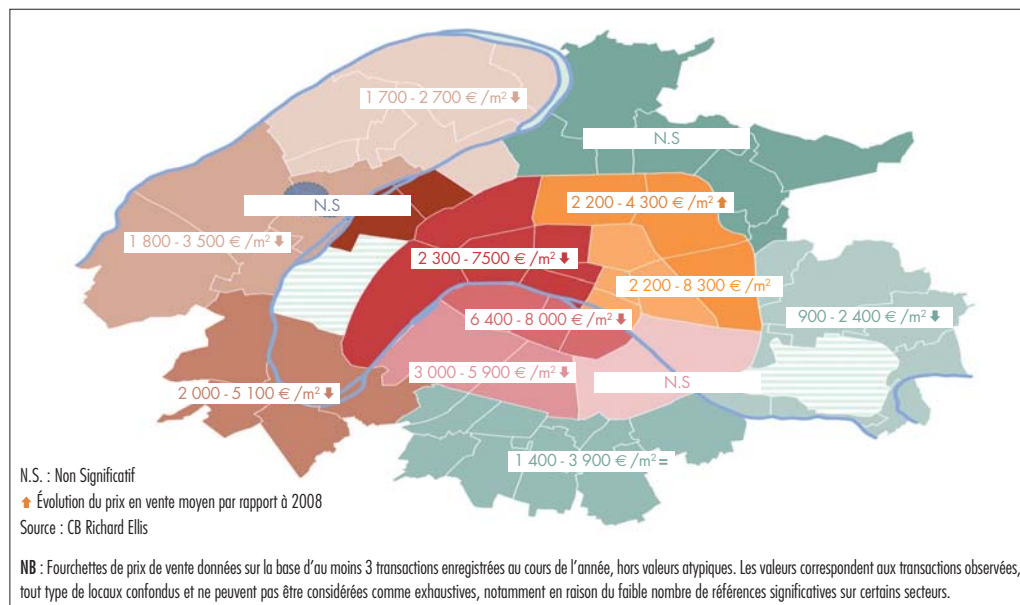 1 700 - 2 700 € /m² ⬇
N.S
N.S
2 200 - 4 300 € /m² ⬆
1 800 - 3 500 € /m² ⬇
2 300 - 7500 € /m² ⬇
2 200 - 8 300 € /m²
6 400 - 8 000 € /m² ⬇
900 - 2 400 € /m² ⬇
3 000 - 5 900 € /m² ⬇
N.S
2 000 - 5 100 € /m² ⬇
1 400 - 3 900 € /m² =
N.S. : Non Significatif
⬆ Évolution du prix en vente moyen par rapport à 2008
Source : CB Richard Ellis
NB : Fourchettes de prix de vente données sur la base d'au moins 3 transactions enregistrées au cours de l'année, hors valeurs atypiques. Les valeurs correspondent aux transactions observées,
tout type de locaux confondus et ne peuvent pas être considérées comme exhaustives, notamment en raison du faible nombre de références significatives sur certains secteurs.